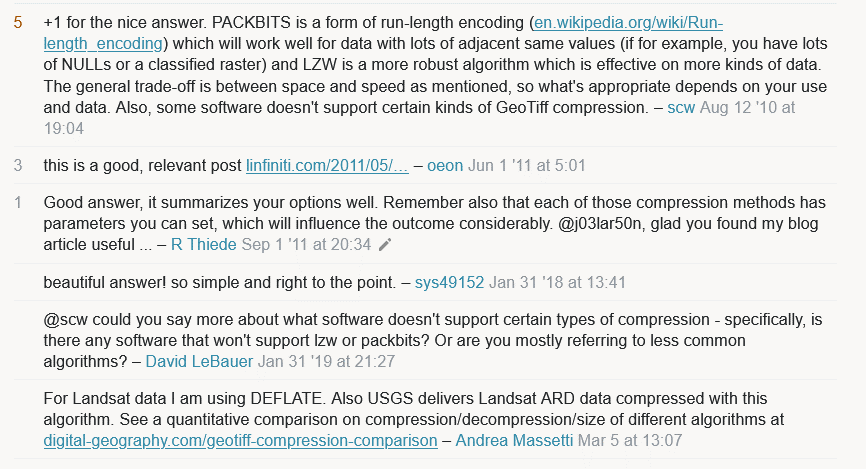 5 +1 for the nice answer. PACKBITS is a form of run-length encoding (en.wikipedia.org/wiki/Run-
length_encoding) which will work well for data with lots of adjacent same values (if for example, you have lots
of NULLs or a classified raster) and LZW is a more robust algorithm which is effective on more kinds of data.
The general trade-off is between space and speed as mentioned, so what's appropriate depends on your use
and data. Also, some software doesn't support certain kinds of GeoTiff compression. – scw Aug 12 '10 at
19:04
3 this is a good, relevant post linfiniti.com/2011/05/… – oeon Jun 1 '11 at 5:01
1 Good answer, it summarizes your options well. Remember also that each of those compression methods has
parameters you can set, which will influence the outcome considerably. @j03lar50n, glad you found my blog
article useful ... – R Thiede Sep 1 '11 at 20:34
beautiful answer! so simple and right to the point. – sys49152 Jan 31 '18 at 13:41
@scw could you say more about what software doesn't support certain types of compression - specifically, is
there any software that won't support lzw or packbits? Or are you mostly referring to less common
algorithms? – David LeBauer Jan 31 '19 at 21:27
For Landsat data I am using DEFLATE. Also USGS delivers Landsat ARD data compressed with this
algorithm. See a quantitative comparison on compression/decompression/size of different algorithms at
digital-geography.com/geotiff-compression-comparison – Andrea Massetti Mar 5 at 13:07